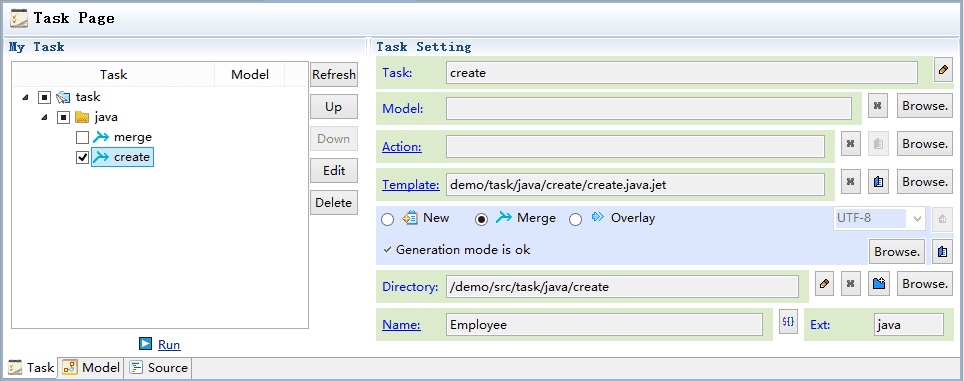 Task Page
My Task
Task Model
Refresh
Up
Down
Edit
Delete
task
java
merge
create
Run
Task Setting
Task: create
Model: Browse.
Action: Browse.
Template: demo/task/java/create/create.java.jet Browse.
New Merge Overlay UTF-8
Generation mode is ok Browse.
Directory: /demo/src/task/java/create Browse.
Name: Employee ${} Ext: java
Task Model Source